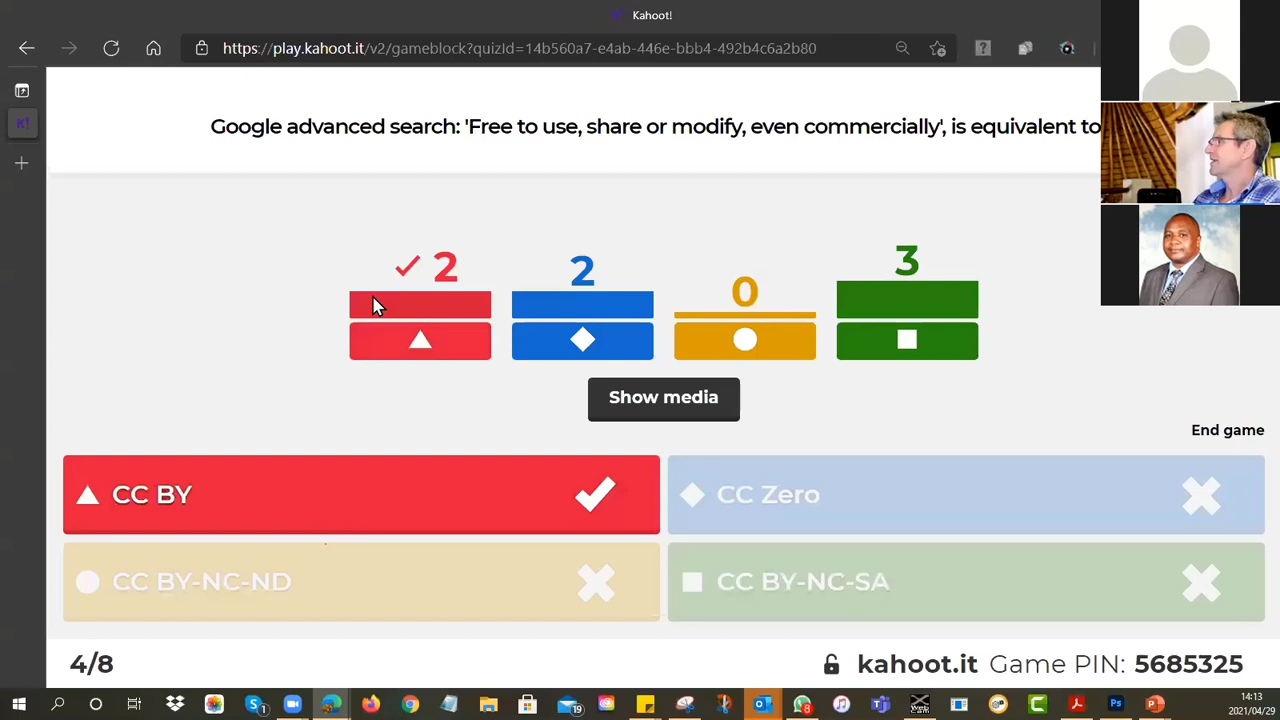 Kahoot!
https://play.kahoot.it/v2/gameblock?quizId=14b560a7-e4ab-446e-bbb4-492b4c6a2b80
K!
Google advanced search: 'Free to use, share or modify, even commercially', is equivalent to
2
2
0
3
Show media
End game
CC BY
CC Zero
CC BY-NC-ND
CC BY-NC-SA
4/8
kahoot.it Game PIN: 5685325
14:13
2021/04/29
1
19
8